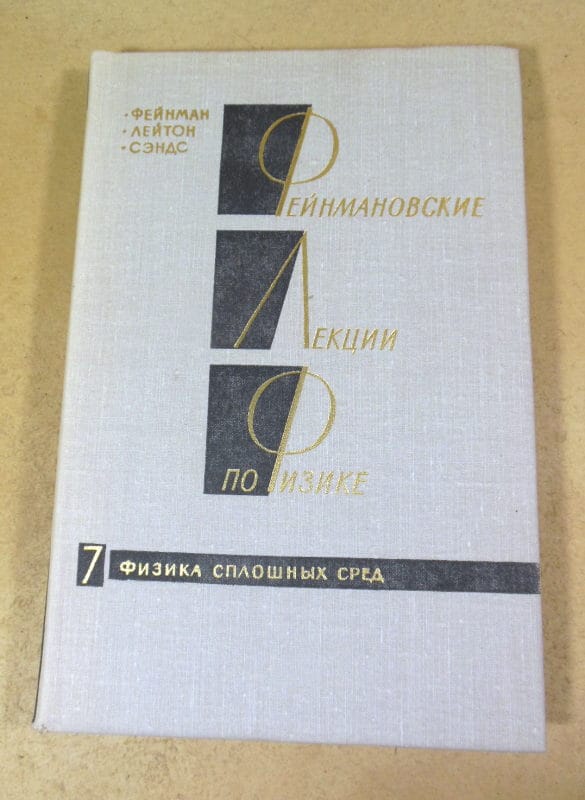 • ФЕЙНМАН
• ЛЕЙТОН
• СЭНДС
ФЕЙНМАНОВСКИЕ
ЛЕКЦИИ
ПО ФИЗИКЕ
7 ФИЗИКА СПЛОШНЫХ СРЕД